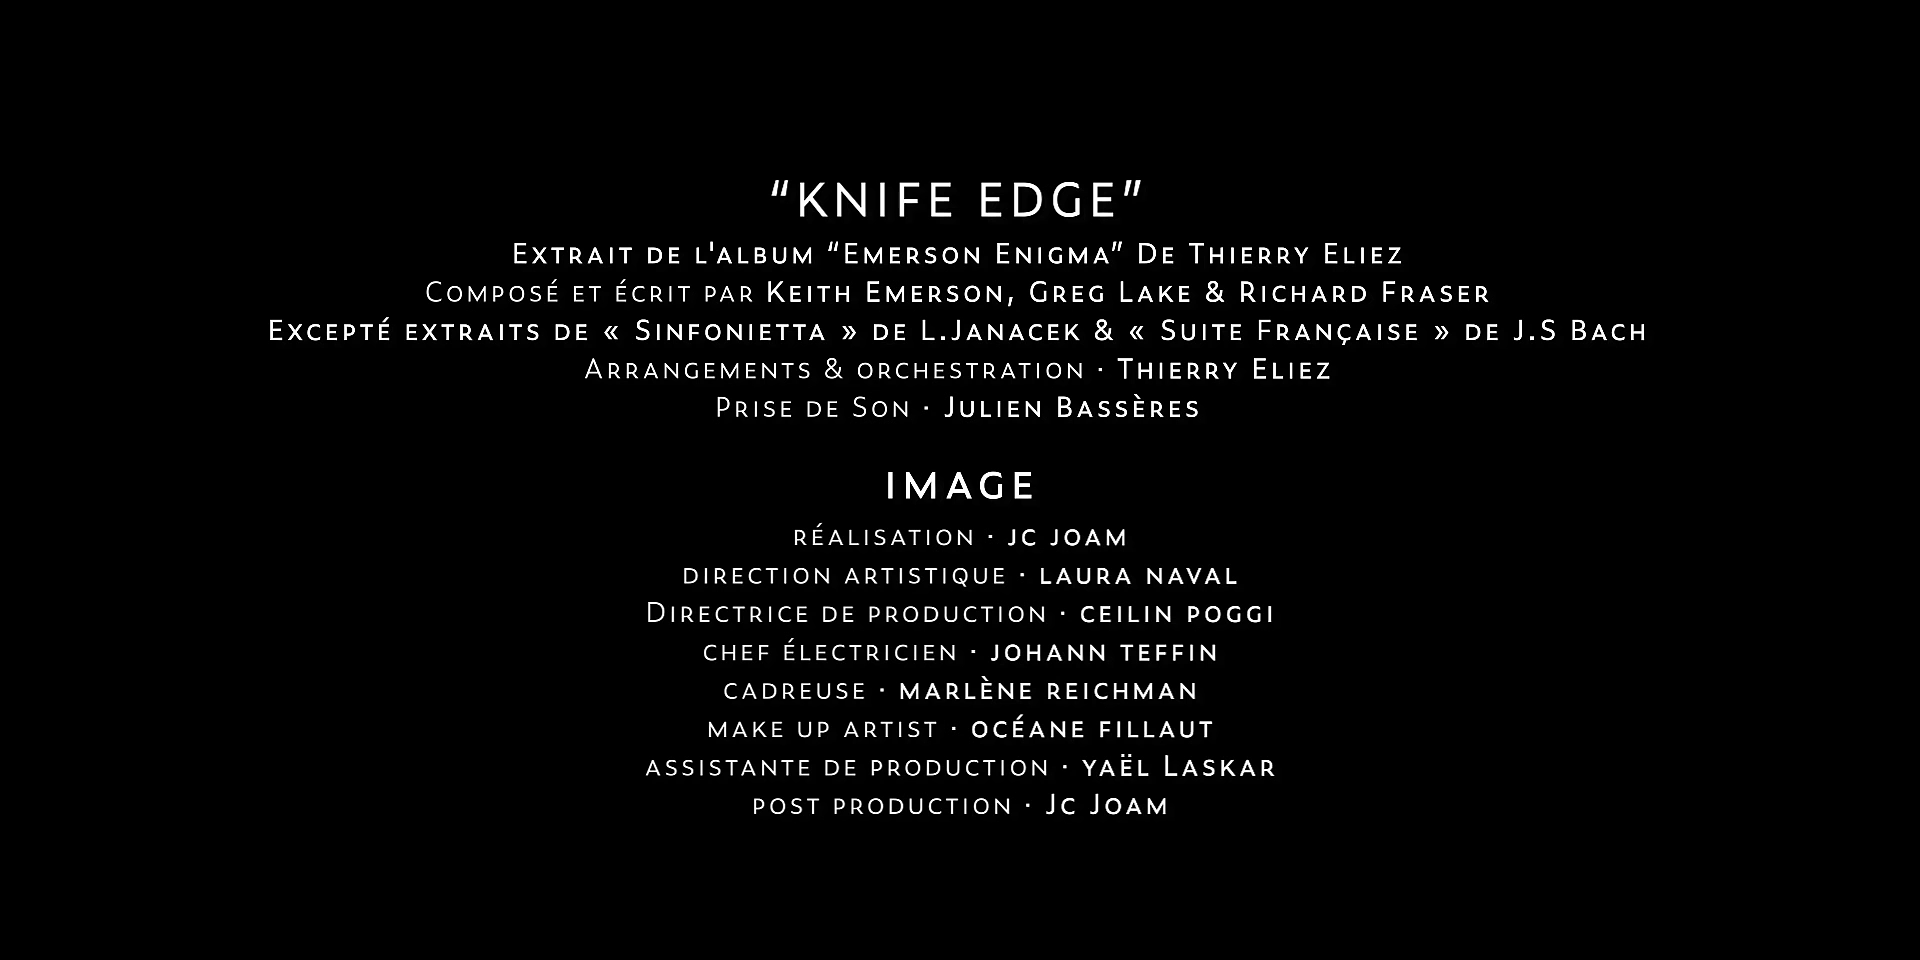 “KNIFE EDGE”
Extrait de l'album “Emerson Enigma” De Thierry Eliez
Composé et écrit par Keith Emerson, Greg Lake & Richard Fraser
Excepté extraits de « Sinfonietta » de L.Janacek & « Suite Française » de J.S Bach
Arrangements & orchestration · Thierry Eliez
Prise de Son · Julien Bassères
IMAGE
réalisation · jc joam
direction artistique · laura naval
Directrice de production · ceilin poggi
chef électricien · johann teffin
cadreuse · marlène reichman
make up artist · océane fillaut
assistante de production · yaël Laskar
post production · Jc Joam